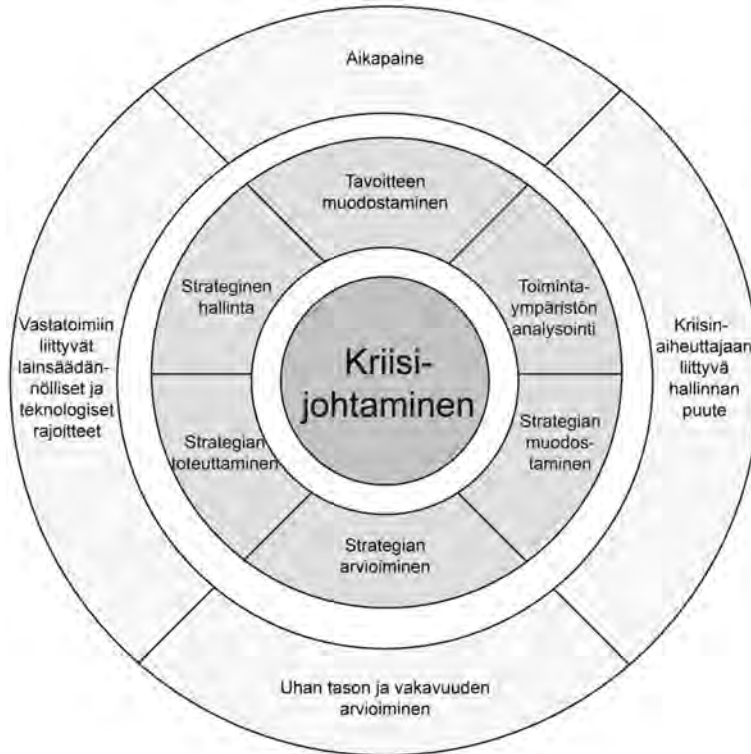 Aikapaine
Tavoitteen
muodostaminen
Strateginen
hallinta
Toiminta-
ympäristön
analysointi
Vastatoimiin
liittyvät
lainsäädän-
nölliset ja
teknologiset
rajoitteet
Kriisi-
johtaminen
Kriisin-
aiheuttajaan
liittyvä
hallinnan
puute
Strategian
toteuttaminen
Strategian
muodos-
taminen
Strategian
arvioiminen
Uhan tason ja vakavuuden
arvioiminen